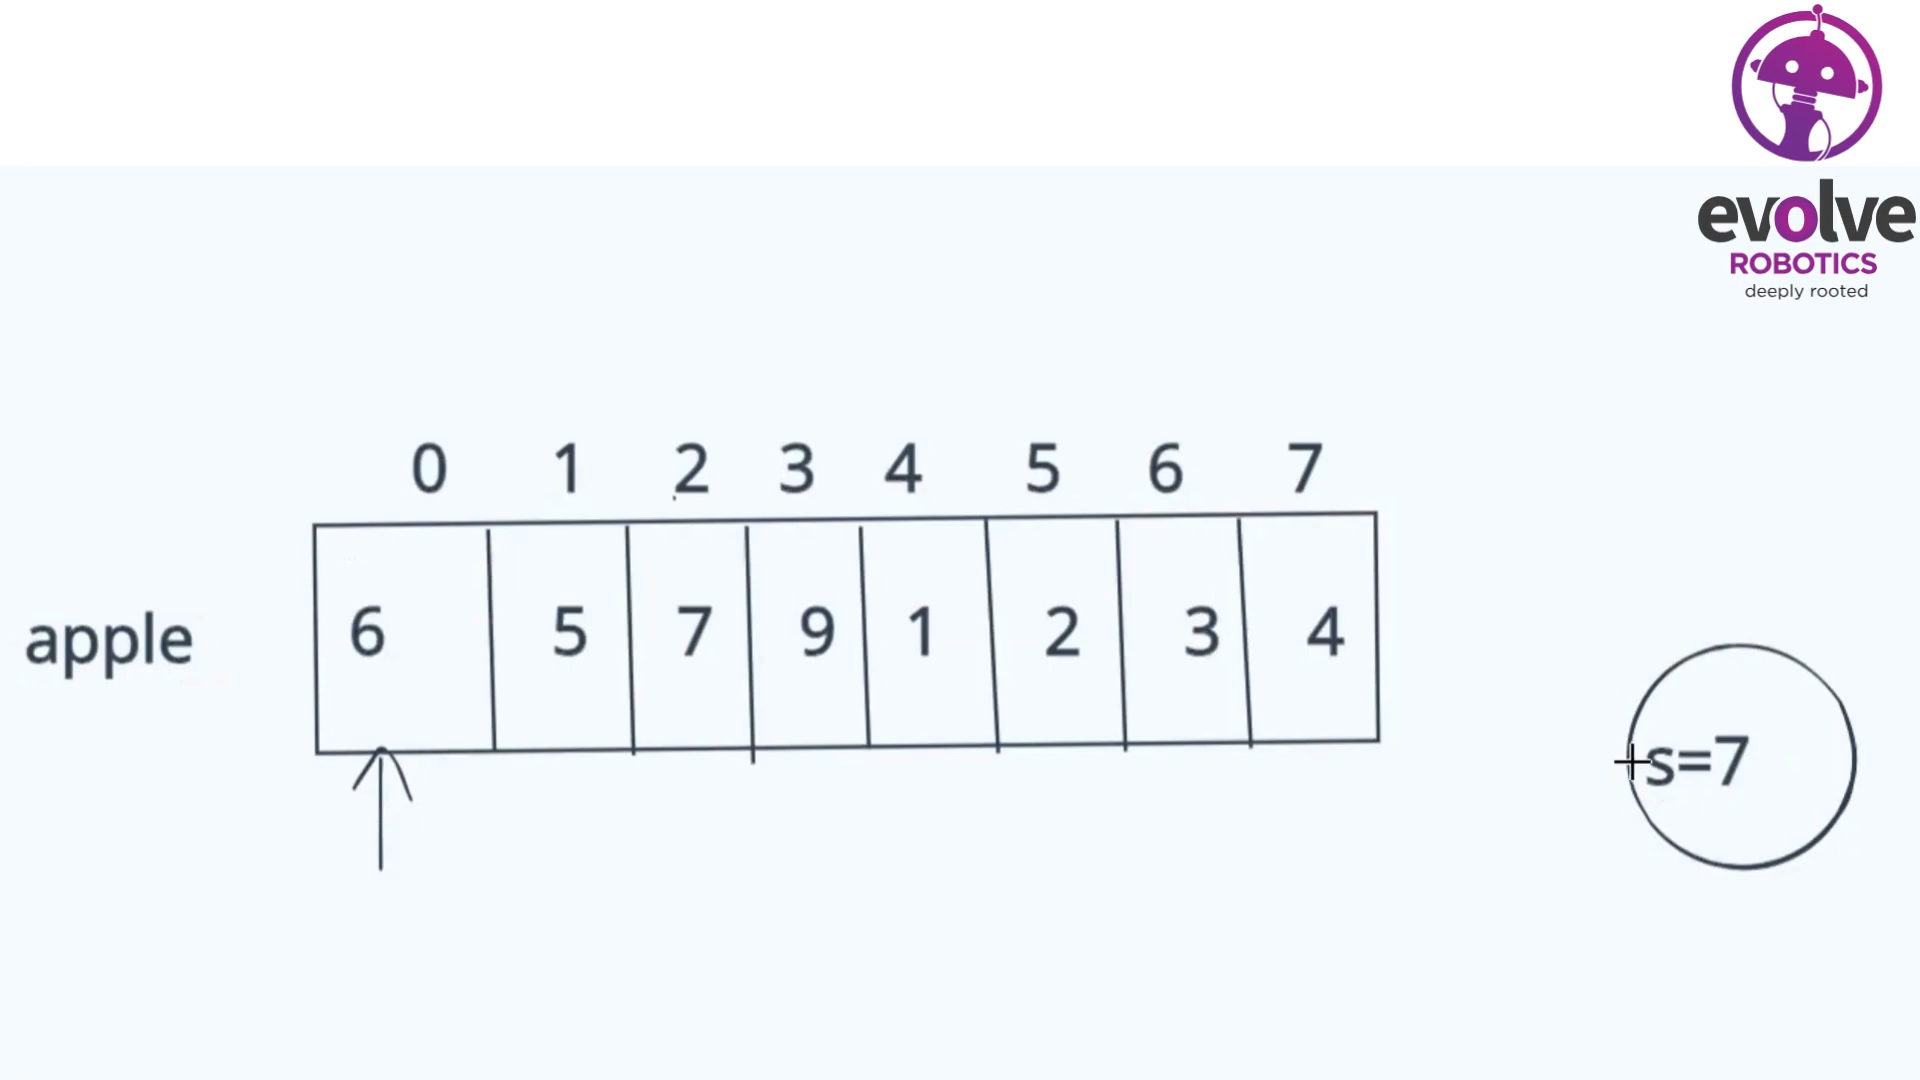 evolve
ROBOTICS
deeply rooted
0 1 2 3 4 5 6 7
apple 6 5 7 9 1 2 3 4
s=7